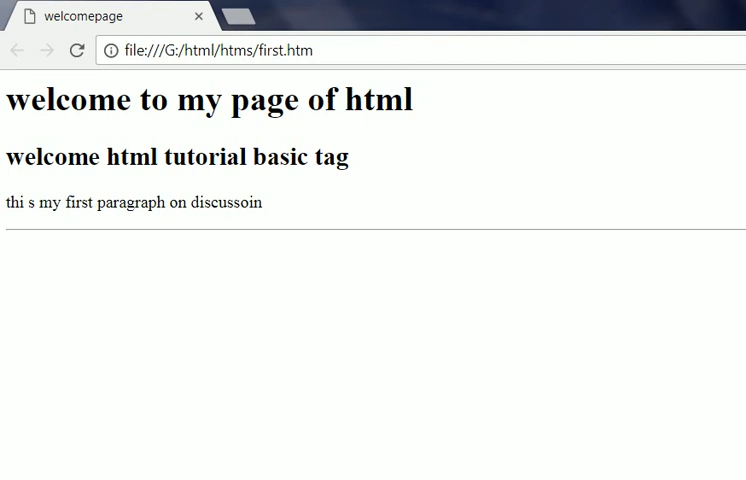 welcomepage
file:///G:/html/htms/first.htm
welcome to my page of html
welcome html tutorial basic tag
thi s my first paragraph on discussoin